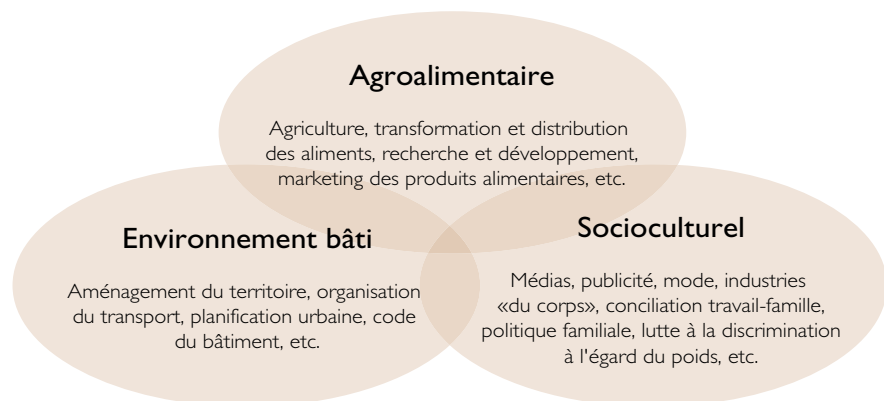 Agroalimentaire
Agriculture, transformation et distribution
des aliments, recherche et développement,
marketing des produits alimentaires, etc.
Environnement bâti
Aménagement du territoire, organisation
du transport, planification urbaine, code
du bâtiment, etc.
Socioculturel
Médias, publicité, mode, industries
«du corps», conciliation travail-famille,
politique familiale, lutte à la discrimination
à l'égard du poids, etc.